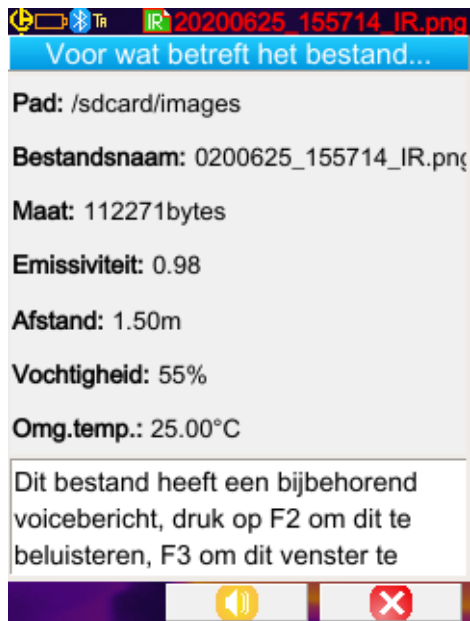 TR IR 20200625_155714_IR.png
Voor wat betreft het bestand...
Pad: /sdcard/images
Bestandsnaam: 0200625_155714_IR.png
Maat: 112271bytes
Emissiviteit: 0.98
Afstand: 1.50m
Vochtigheid: 55%
Omg.temp.: 25.00°C
Dit bestand heeft een bijbehorend
voicebericht, druk op F2 om dit te
beluisteren, F3 om dit venster te